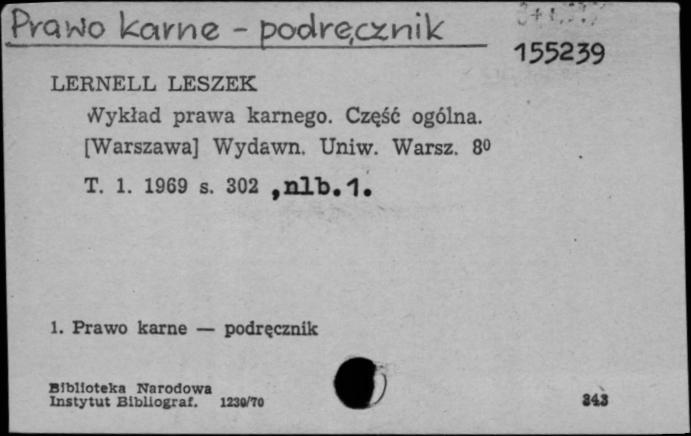 Prawo karne - podręcznik
155239
LERNELL LESZEK
Wykład prawa karnego. Część ogólna.
[Warszawa] Wydawn. Uniw. Warsz. 8⁰
T. 1. 1969 s. 302 , nlb. 1.
1. Prawo karne — podręcznik
Biblioteka Narodowa
Instytut Bibliograf. 1230/70
343